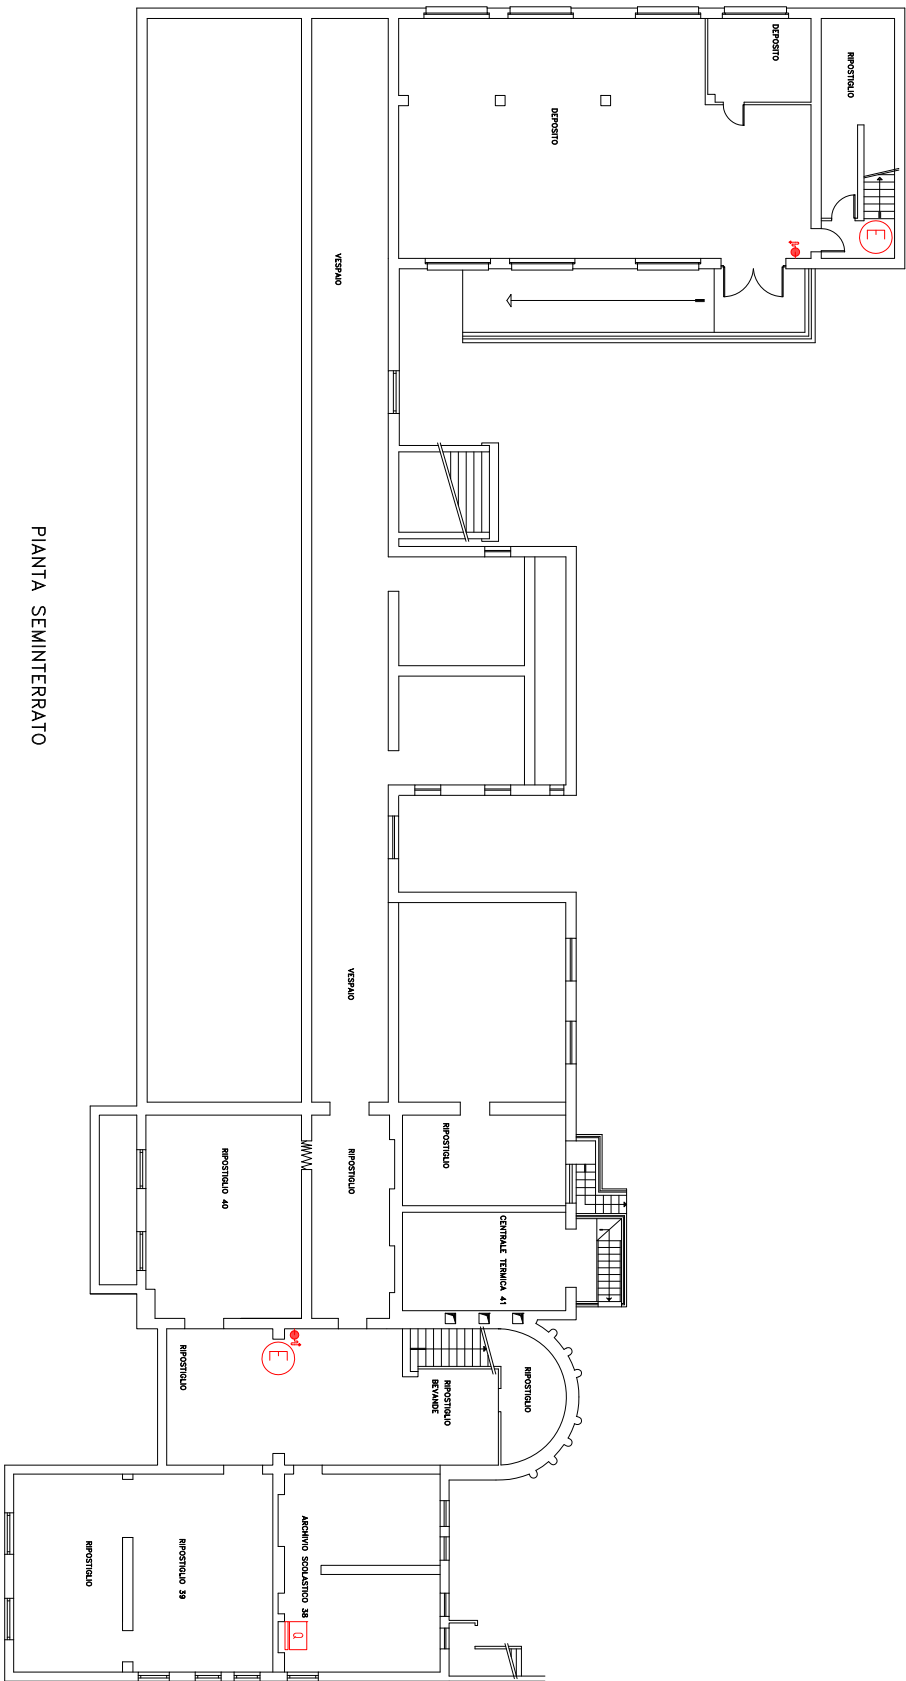 DEPOSITO
RIPOSTIGLIO
DEPOSITO
E
VESPAIO
PIANTA SEMINTERRATO
VESPAIO
RIPOSTIGLIO
RIPOSTIGLIO
RIPOSTIGLIO 40
CENTRALE TERMICA 41
E
RIPOSTIGLIO
RIPOSTIGLIO
RIPOSTIGLIO
BEVANDE
ARCHIVIO SCOLASTICO 38
RIPOSTIGLIO 39
RIPOSTIGLIO
Q